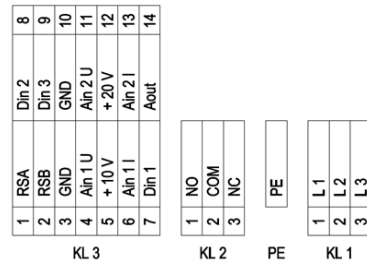 8 9 10 11 12 13 14
Din 2 Din 3 GND Ain 2 U + 20 V Ain 2 I Aout
RSA RSB GND Ain 1 U + 10 V Ain 1 I Din 1
1 2 3 4 5 6 7
KL 3
NO COM NC
1 2 3
KL 2
PE
PE
L 1 L 2 L 3
1 2 3
KL 1